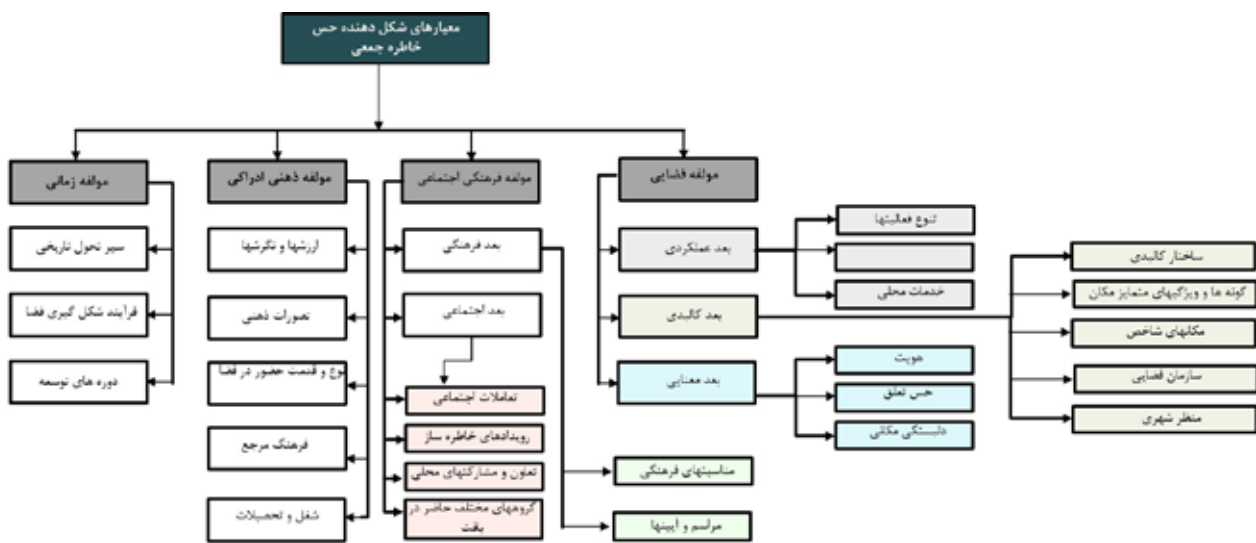 معیارهای شکل دهنده حس
خاطره جمعی
مولفه فضایی
مولفه فرهنگی اجتماعی
مولفه ذهنی ادراکی
مولفه زمانی
بعد عملکردی
بعد کالبدی
بعد معنایی
تنوع فعالیتها
خدمات محلی
هویت
حس تعلق
دلبستگی مکانی
ساختار کالبدی
گونه ها و ویژگیهای متمایز مکان
مکانهای شاخص
سازمان فضایی
منظر شهری
بعد فرهنگی
بعد اجتماعی
تعاملات اجتماعی
رویدادهای خاطره ساز
تعاون و مشارکتهای محلی
گروههای مختلف حاضر در
بافت
مناسبتهای فرهنگی
مراسم و آیینها
ارزشها و نگرشها
تصورات ذهنی
نوع و قدمت حضور در فضا
فرهنگ مرجع
شغل و تحصیلات
سیر تحول تاریخی
فرآیند شکل گیری فضا
دوره های توسعه